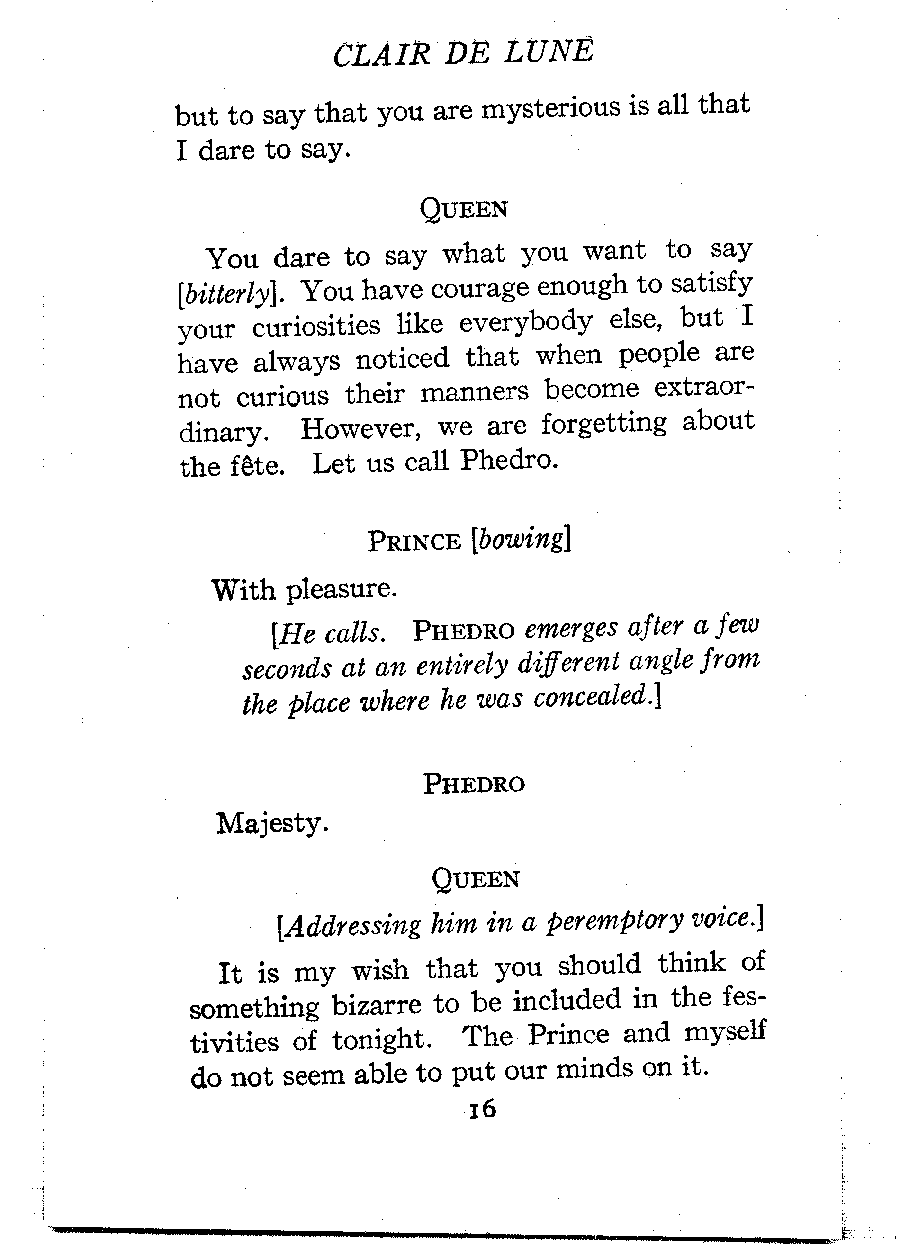 CLAIR DE LUNE
but to say that you are mysterious is all that
I dare to say.
QUEEN
You dare to say what you want to say
[bitterly]. You have courage enough to satisfy
your curiosities like everybody else, but I
have always noticed that when people are
not curious their manners become extraor-
dinary. However, we are forgetting about
the fête. Let us call Phedro.
PRINCE [bowing]
With pleasure.
[He calls. PHEDRO emerges after a few
seconds at an entirely different angle from
the place where he was concealed.]
PHEDRO
Majesty.
QUEEN
[Addressing him in a peremptory voice.]
It is my wish that you should think of
something bizarre to be included in the fes-
tivities of tonight. The Prince and myself
do not seem able to put our minds on it.
16